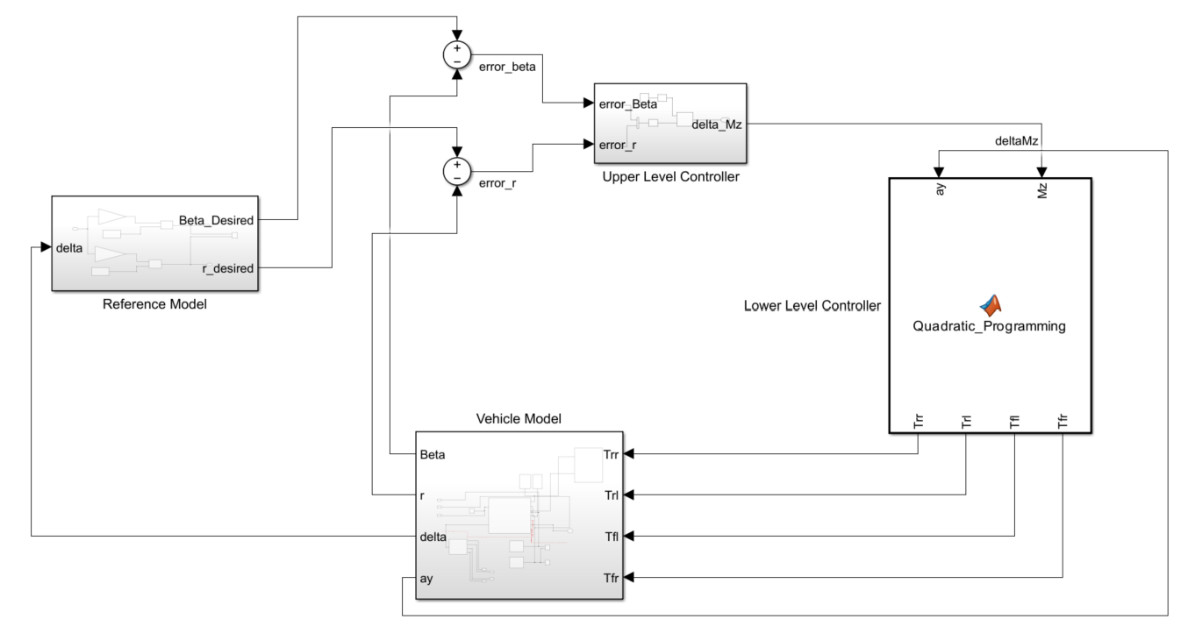 error_beta
error_Beta
delta_Mz
error_r
Upper Level Controller
deltaMz
ay
Mz
error_r
Beta_Desired
delta
r_desired
Reference Model
Lower Level Controller
Quadratic_Programming
Trr
Trl
Tfl
Tfr
Vehicle Model
Beta
Trr
r
Trl
delta
Tfl
ay
Tfr